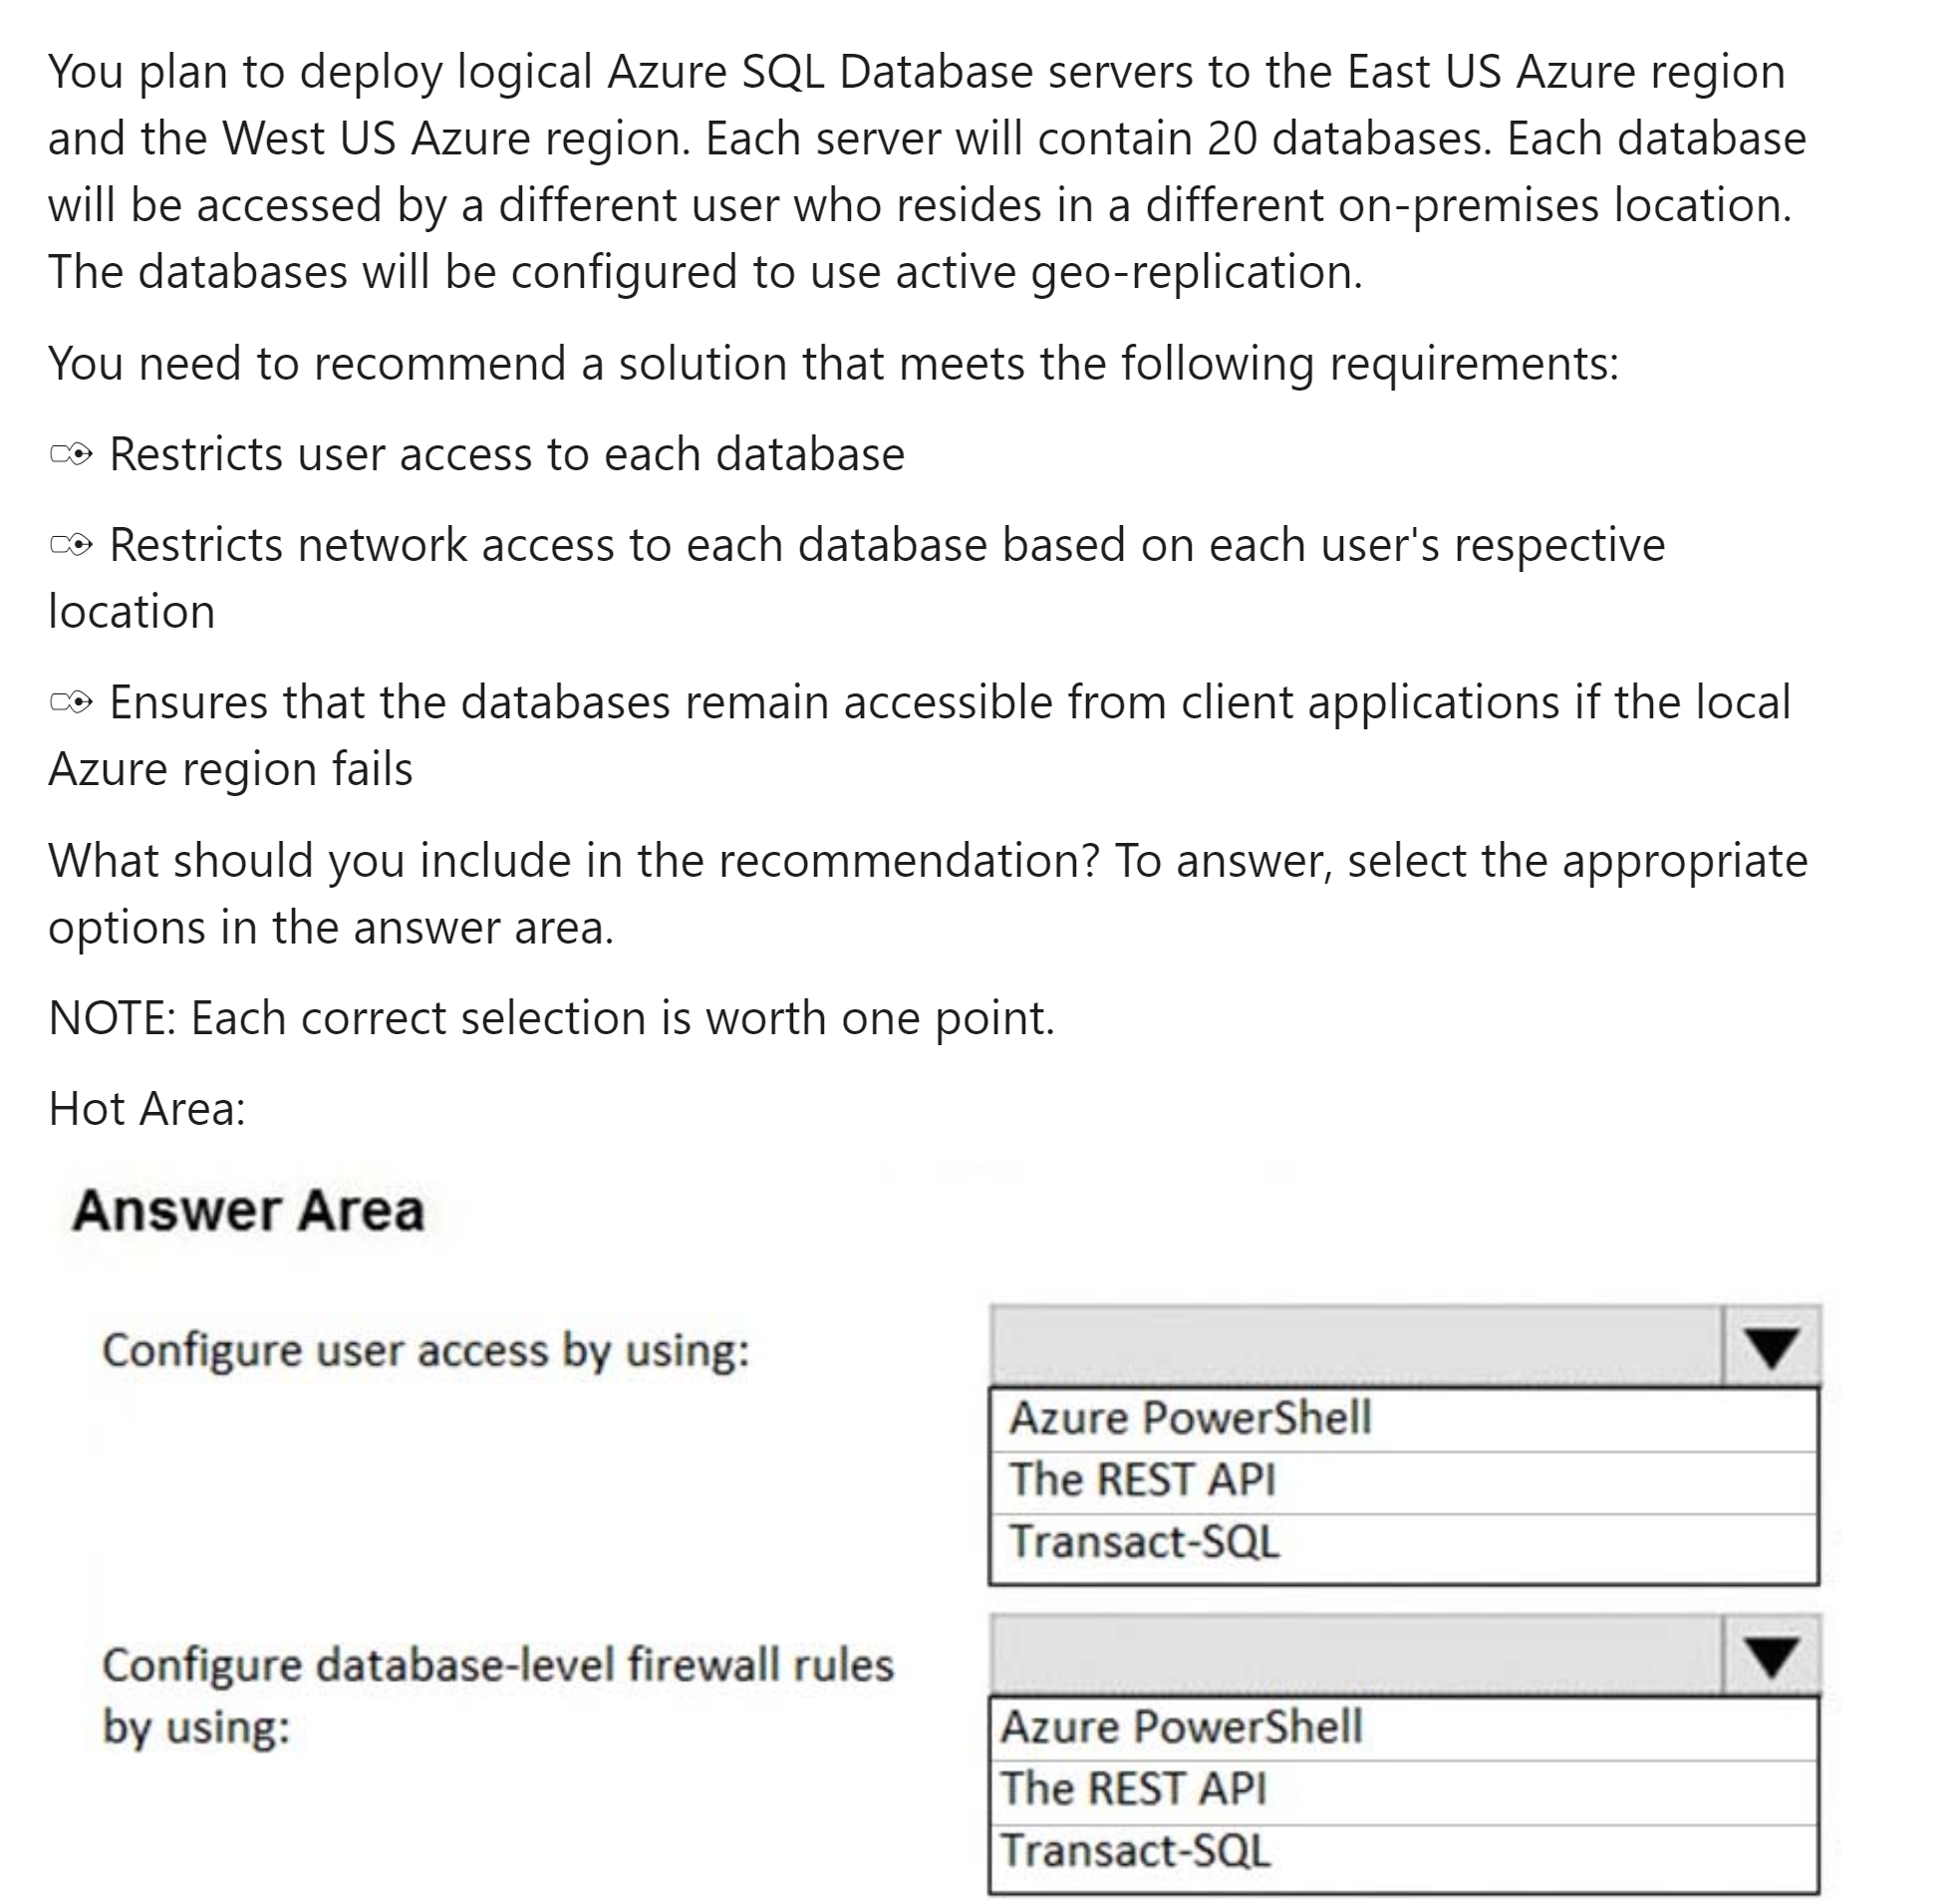 You plan to deploy logical Azure SQL Database servers to the East US Azure region
and the West US Azure region. Each server will contain 20 databases. Each database
will be accessed by a different user who resides in a different on-premises location.
The databases will be configured to use active geo-replication.
You need to recommend a solution that meets the following requirements:
Restricts user access to each database
Restricts network access to each database based on each user's respective
location
Ensures that the databases remain accessible from client applications if the local
Azure region fails
What should you include in the recommendation? To answer, select the appropriate
options in the answer area.
NOTE: Each correct selection is worth one point.
Hot Area:
Answer Area
Configure user access by using:
Azure PowerShell
The REST API
Transact-SQL
Configure database-level firewall rules
by using:
Azure PowerShell
The REST API
Transact-SQL